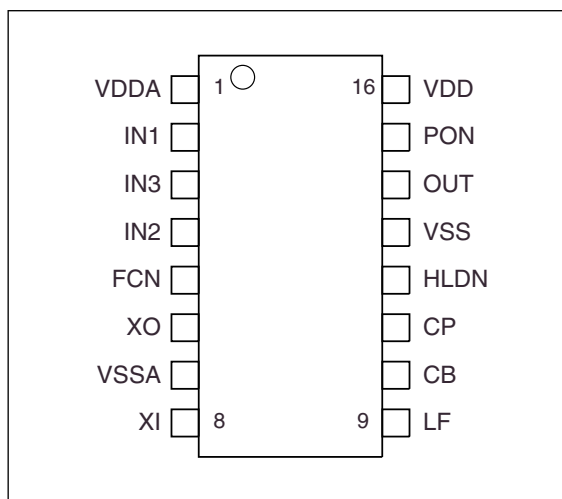 VDDA 1 16 VDD
IN1 PON
IN3 OUT
IN2 VSS
FCN HLDN
XO CP
VSSA CB
XI 8 9 LF